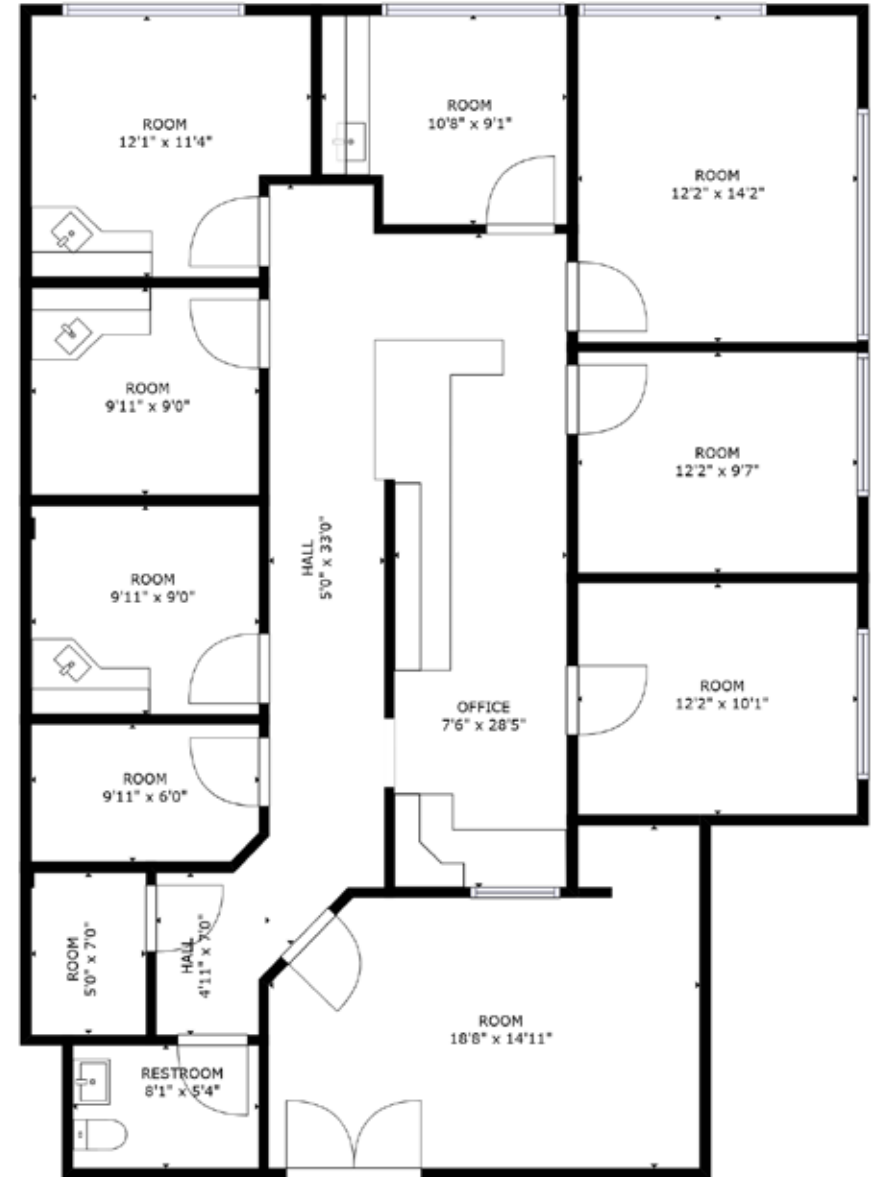 ROOM
12'1" x 11'4"
ROOM
10'8" x 9'1"
ROOM
12'2" x 14'2"
ROOM
9'11" x 9'0"
ROOM
12'2" x 9'7"
HALL
5'0" x 33'0"
ROOM
9'11" x 9'0"
OFFICE
7'6" x 28'5"
ROOM
12'2" x 10'1"
ROOM
9'11" x 6'0"
ROOM
5'0" x 7'0"
HALL
4'11" x 7'0"
ROOM
18'8" x 14'11"
RESTROOM
8'1" x 5'4"